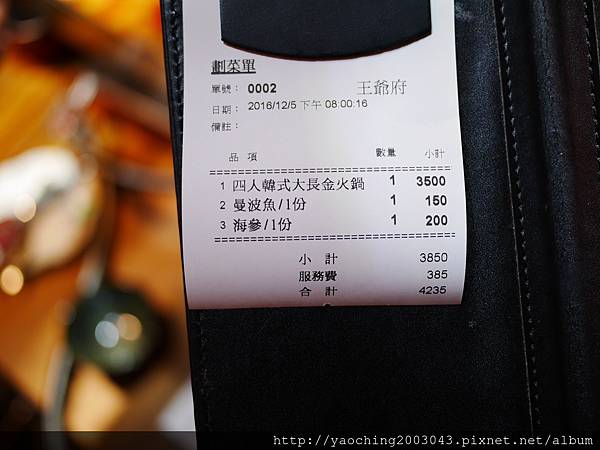 劃菜單
單號： 0002 王爺府
日期： 2016/12/5 下午 08:00:16
備註：
品 項 數量 小計
==============================
1 四人韓式大長金火鍋 1 3500
2 曼波魚/1份 1 150
3 海參/1份 1 200
==============================
小 計 3850
服務費 385
合 計 4235
http://yaoching2003043.pixnet.net/album